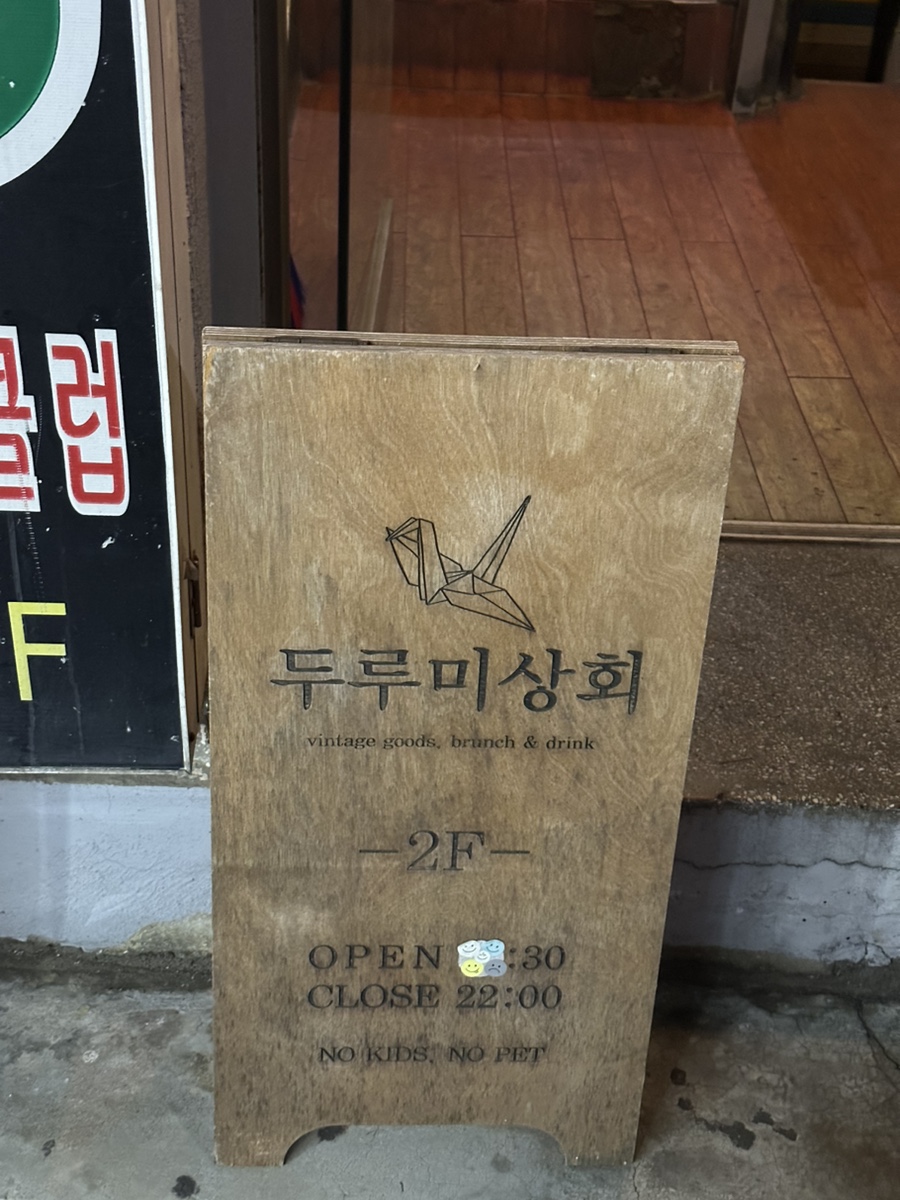 두루미상회
vintage goods, brunch & drink
-2F-
OPEN :30
CLOSE 22:00
NO KIDS, NO PET
점
F